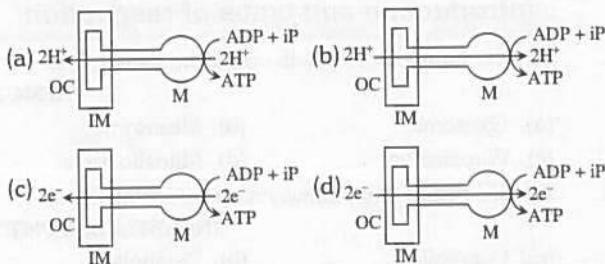 ADP + iP
(a) 2H⁺ 2H⁺
ATP
OC
M
IM
ADP + iP
(b) 2H⁺ 2H⁺
ATP
OC
M
IM
ADP + iP
(c) 2e⁻ 2e⁻
ATP
OC
M
IM
ADP + iP
(d) 2e⁻ 2e⁻
ATP
OC
M
IM